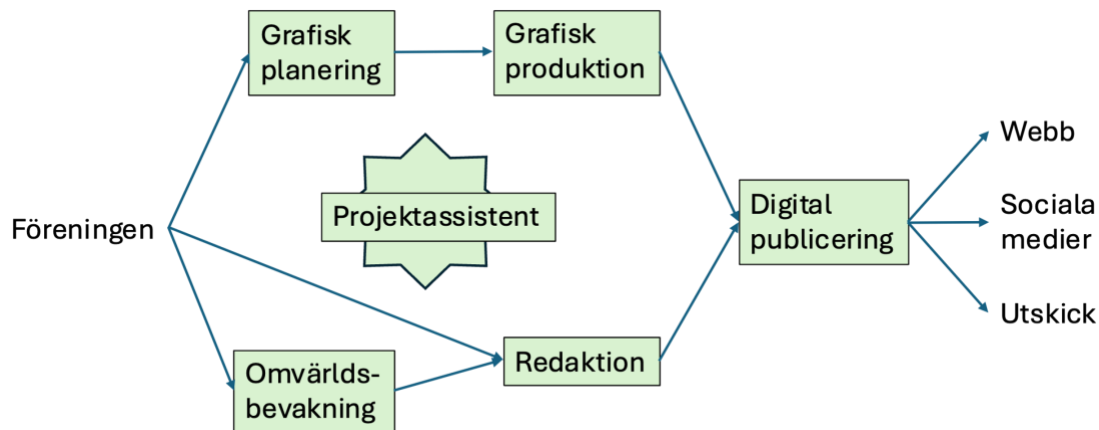 Grafisk
planering
Grafisk
produktion
Webb
Projektassistent
Digital
publicering
Sociala
medier
Föreningen
Utskick
Redaktion
Omvärlds-
bevakning